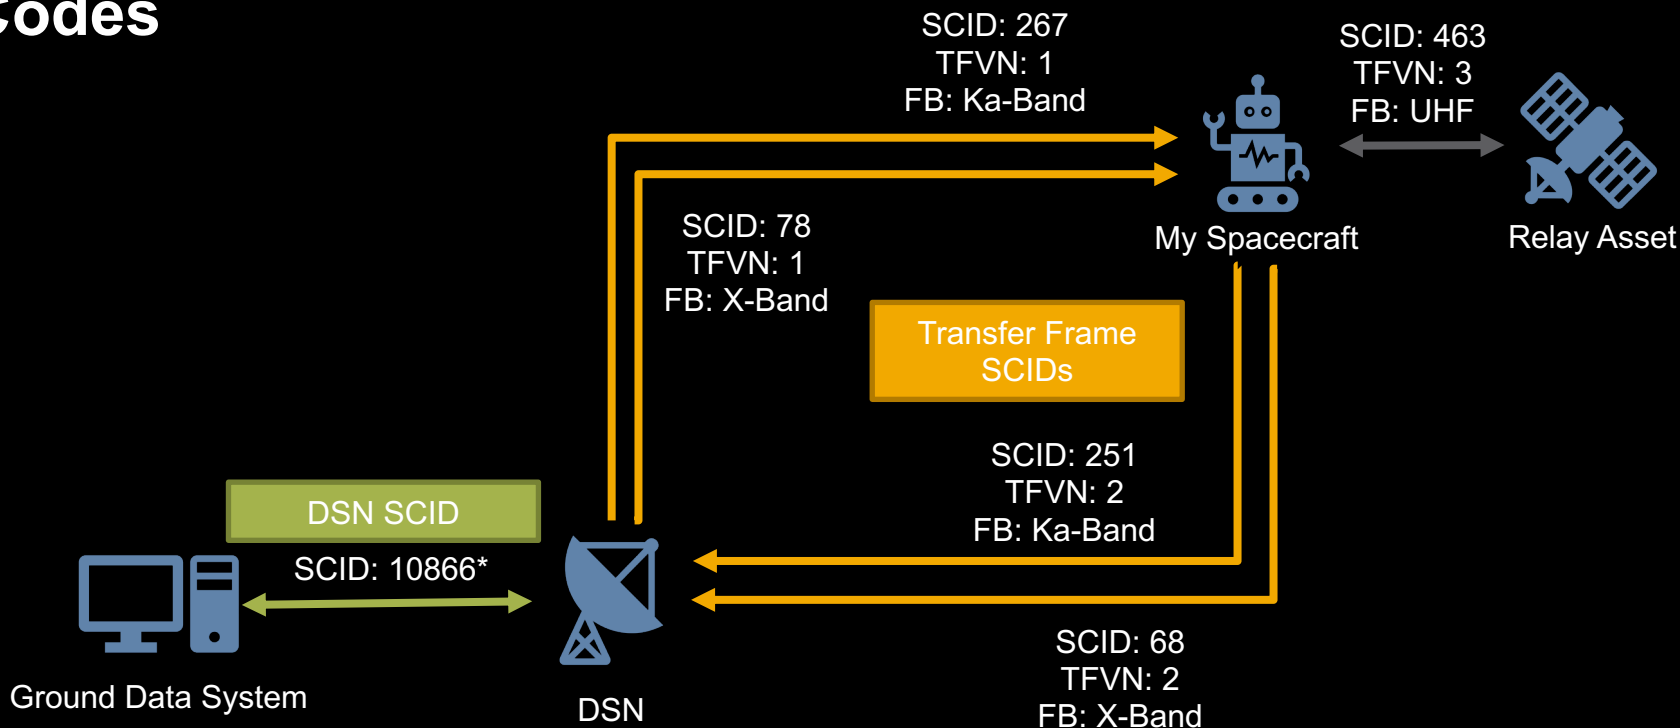 Codes
SCID: 267
TFVN: 1
FB: Ka-Band
SCID: 463
TFVN: 3
FB: UHF
SCID: 78
TFVN: 1
FB: X-Band
My Spacecraft
Relay Asset
Transfer Frame
SCIDs
SCID: 251
TFVN: 2
FB: Ka-Band
DSN SCID
SCID: 10866*
SCID: 68
TFVN: 2
FB: X-Band
Ground Data System
DSN